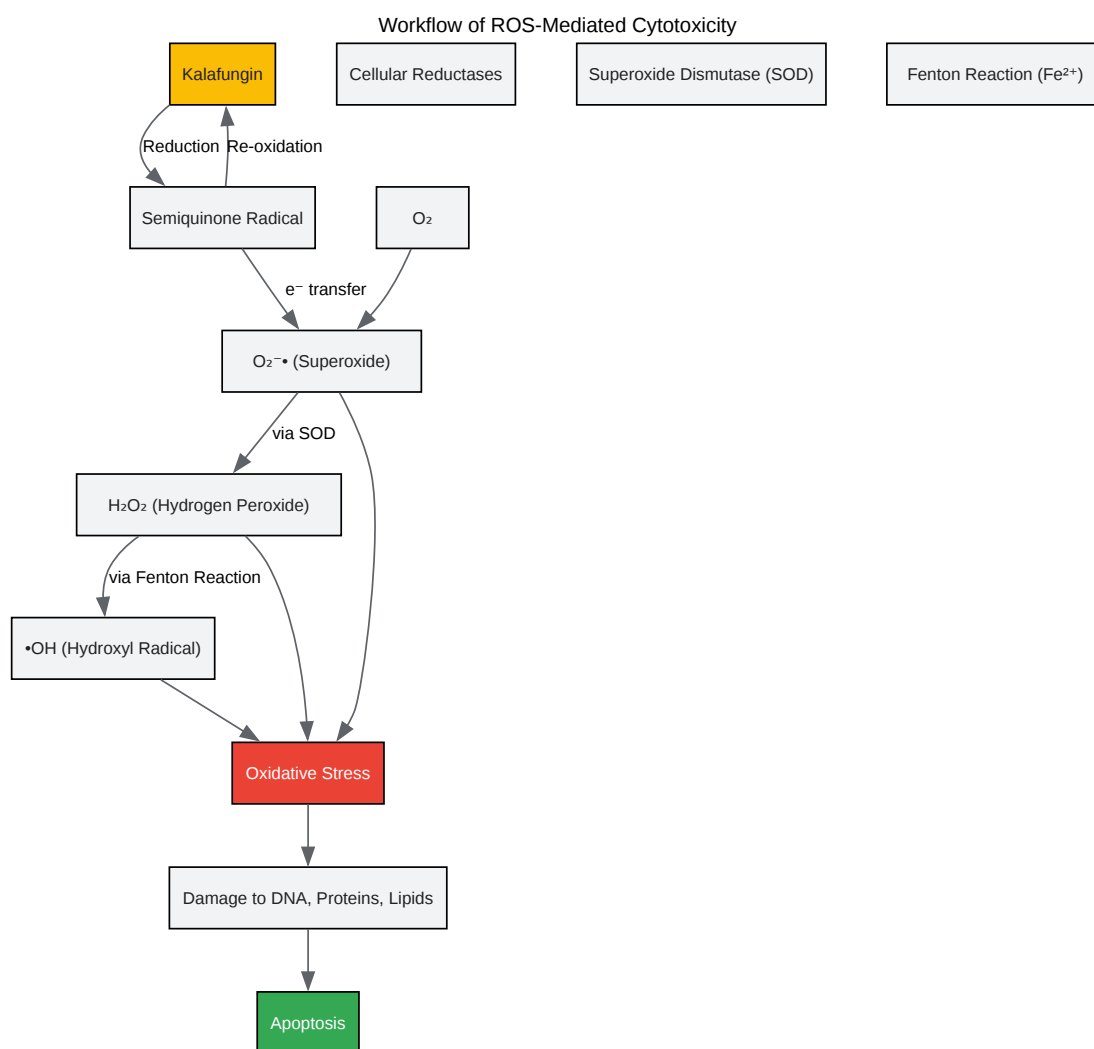 Workflow of ROS-Mediated Cytotoxicity
Kalafungin
Cellular Reductases
Superoxide Dismutase (SOD)
Fenton Reaction (Fe²⁺)
Reduction
Re-oxidation
Semiquinone Radical
O₂
e⁻ transfer
O₂⁻• (Superoxide)
via SOD
H₂O₂ (Hydrogen Peroxide)
via Fenton Reaction
•OH (Hydroxyl Radical)
Oxidative Stress
Damage to DNA, Proteins, Lipids
Apoptosis